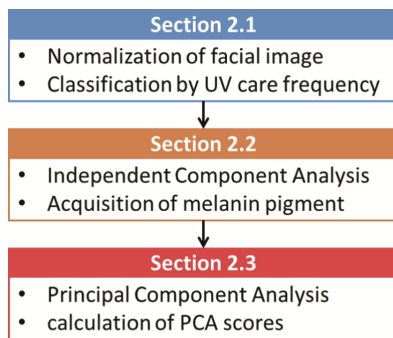 Section 2.1
• Normalization of facial image
• Classification by UV care frequency
Section 2.2
• Independent Component Analysis
• Acquisition of melanin pigment
Section 2.3
• Principal Component Analysis
• calculation of PCA scores